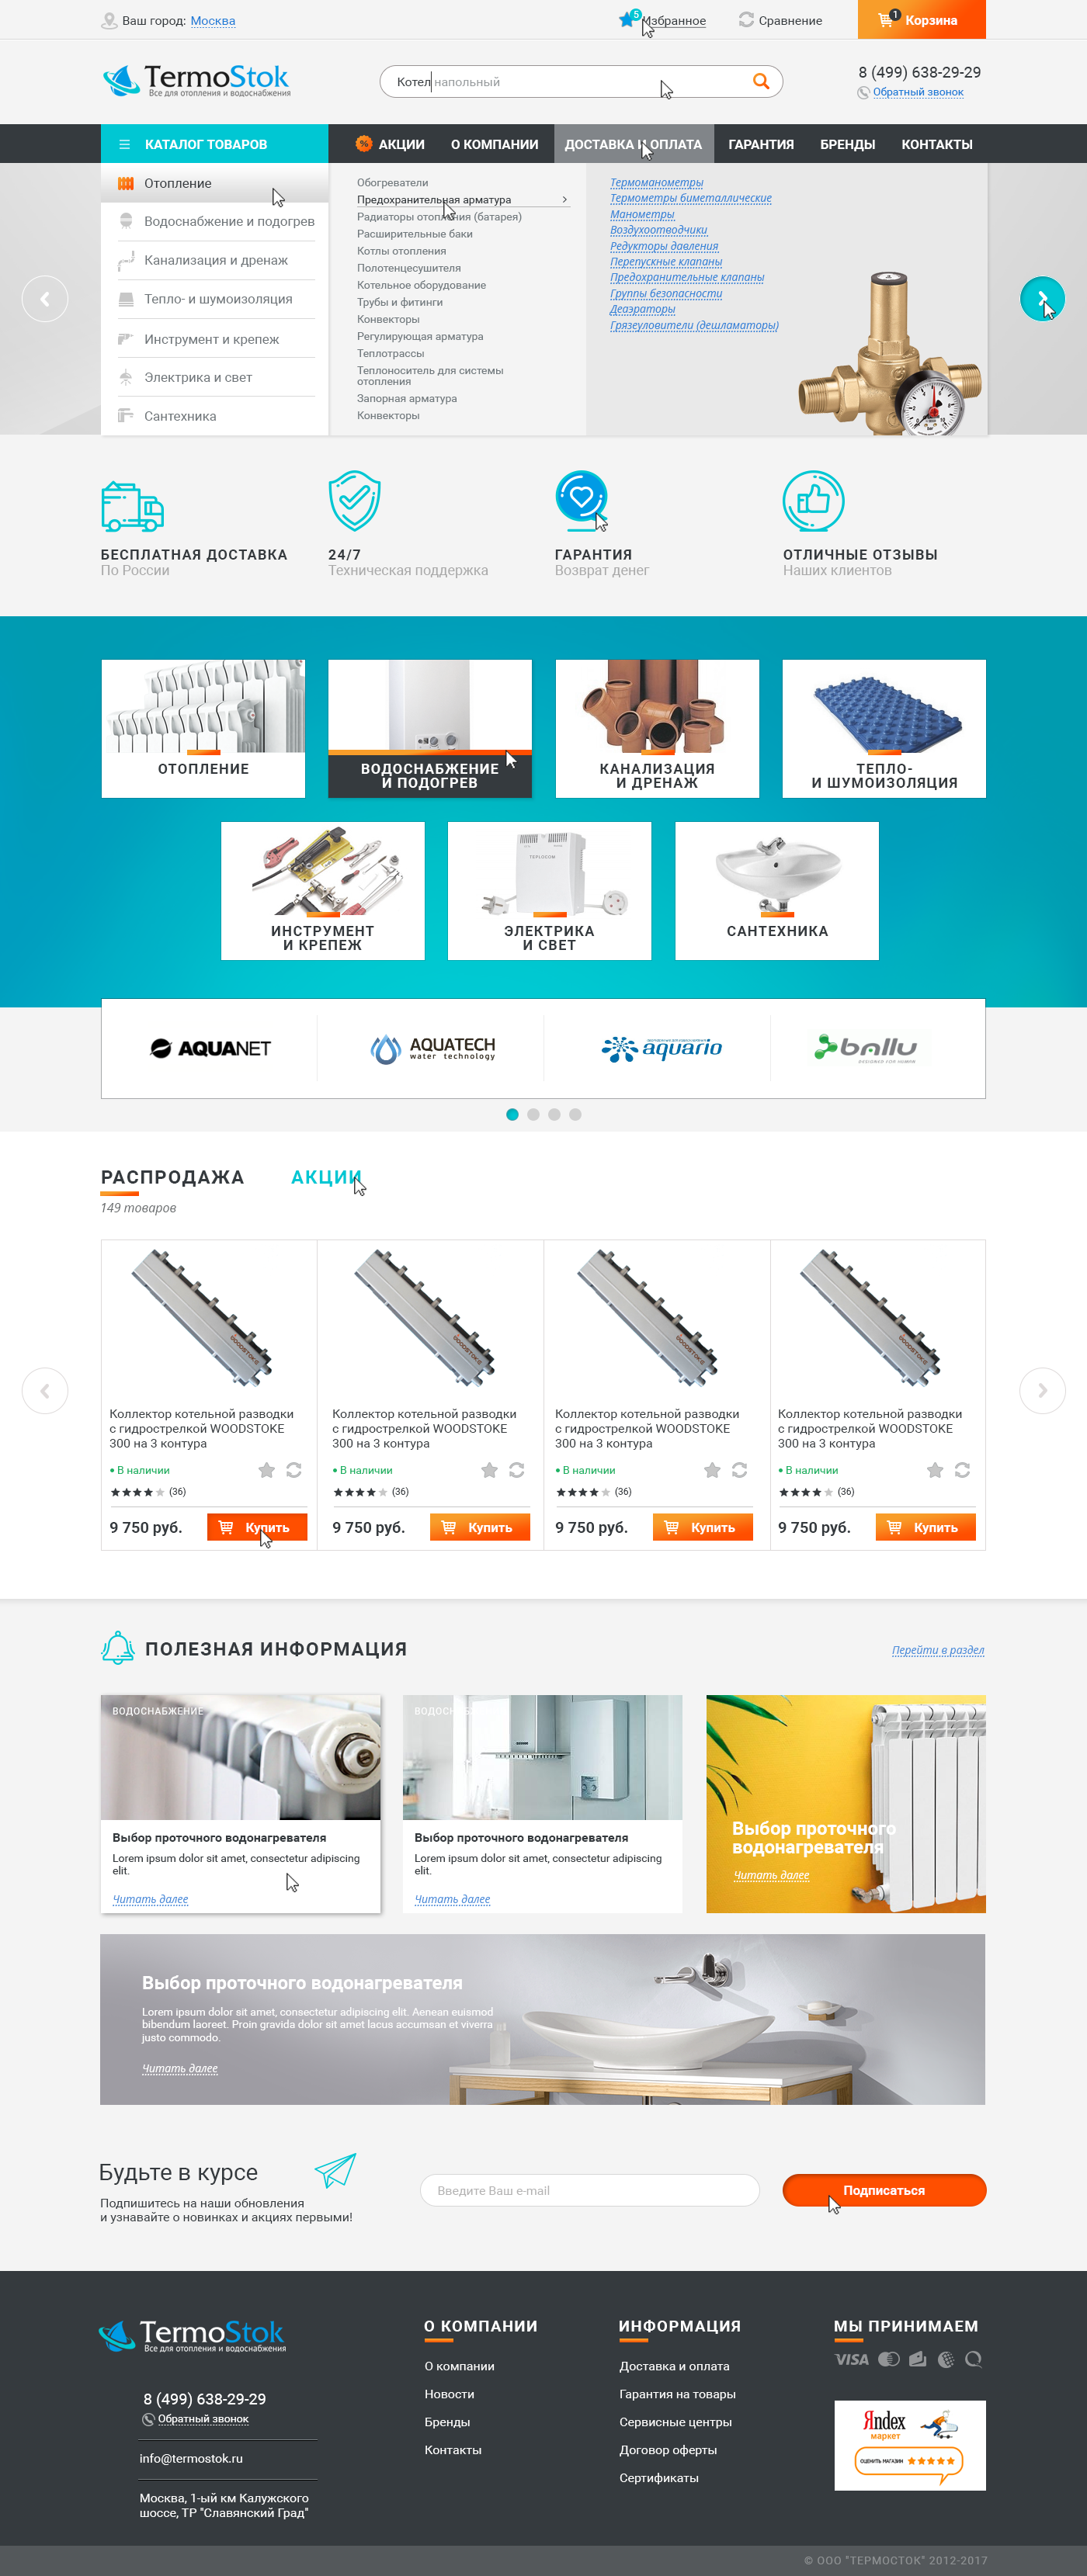 Ваш город: Москва
5
Избранное
Сравнение
1
Корзина
TermoStok
Все для отопления и водоснабжения
Котел напольный
8 (499) 638-29-29
Обратный звонок
КАТАЛОГ ТОВАРОВ
% АКЦИИ
О КОМПАНИИ
ДОСТАВКА И ОПЛАТА
ГАРАНТИЯ
БРЕНДЫ
КОНТАКТЫ
Отопление
Водоснабжение и подогрев
Канализация и дренаж
Тепло- и шумоизоляция
Инструмент и крепеж
Электрика и свет
Сантехника
Обогреватели
Предохранительная арматура
Радиаторы отопления (батарея)
Расширительные баки
Котлы отопления
Полотенцесушителя
Котельное оборудование
Трубы и фитинги
Конвекторы
Регулирующая арматура
Теплотрассы
Теплоноситель для системы
отопления
Запорная арматура
Конвекторы
Термоманометры
Термометры биметаллические
Манометры
Воздухоотводчики
Редукторы давления
Перепускные клапаны
Предохранительные клапаны
Группы безопасности
Деаэраторы
Грязеуловители (дешламаторы)
БЕСПЛАТНАЯ ДОСТАВКА
По России
24/7
Техническая поддержка
ГАРАНТИЯ
Возврат денег
ОТЛИЧНЫЕ ОТЗЫВЫ
Наших клиентов
ОТОПЛЕНИЕ
ВОДОСНАБЖЕНИЕ
И ПОДОГРЕВ
КАНАЛИЗАЦИЯ
И ДРЕНАЖ
ТЕПЛО-
И ШУМОИЗОЛЯЦИЯ
TEPLOCOM
ИНСТРУМЕНТ
И КРЕПЕЖ
ЭЛЕКТРИКА
И СВЕТ
САНТЕХНИКА
AQUANET
AQUATECH
water technology
aquario
ballu
РАСПРОДАЖА
АКЦИИ
149 товаров
WOODSTOKE
WOODSTOKE
WOODSTOKE
WOODSTOKE
Коллектор котельной разводки
с гидрострелкой WOODSTOKE
300 на 3 контура
В наличии
(36)
9 750 руб.
Купить
Коллектор котельной разводки
с гидрострелкой WOODSTOKE
300 на 3 контура
В наличии
(36)
9 750 руб.
Купить
Коллектор котельной разводки
с гидрострелкой WOODSTOKE
300 на 3 контура
В наличии
(36)
9 750 руб.
Купить
Коллектор котельной разводки
с гидрострелкой WOODSTOKE
300 на 3 контура
В наличии
(36)
9 750 руб.
Купить
ПОЛЕЗНАЯ ИНФОРМАЦИЯ
Перейти в раздел
ВОДОСНАБЖЕНИЕ
Выбор проточного водонагревателя
Lorem ipsum dolor sit amet, consectetur adipiscing
elit.
Читать далее
Выбор проточного водонагревателя
Lorem ipsum dolor sit amet, consectetur adipiscing
elit.
Читать далее
Выбор проточного
водонагревателя
Читать далее
Выбор проточного водонагревателя
Lorem ipsum dolor sit amet, consectetur adipiscing elit. Aenean euismod
bibendum laoreet. Proin gravida dolor sit amet lacus accumsan et viverra
justo commodo.
Читать далее
Будьте в курсе
Подпишитесь на наши обновления
и узнавайте о новинках и акциях первыми!
Введите Ваш e-mail
Подписаться
TermoStok
Все для отопления и водоснабжения
8 (499) 638-29-29
Обратный звонок
info@termostok.ru
Москва, 1-ый км Калужского
шоссе, ТР "Славянский Град"
О КОМПАНИИ
О компании
Новости
Бренды
Контакты
ИНФОРМАЦИЯ
Доставка и оплата
Гарантия на товары
Сервисные центры
Договор оферты
Сертификаты
МЫ ПРИНИМАЕМ
VISA
Яndex
маркет
ОЦЕНИТЬ МАГАЗИН
© ООО "ТЕРМОСТОК" 2012-2017